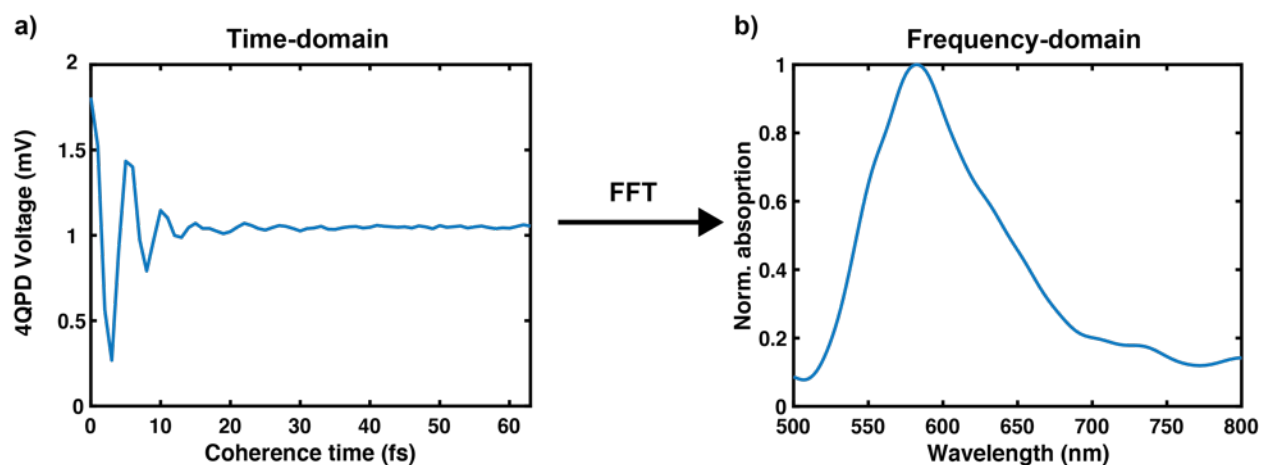 a)
Time-domain
2
1.5
1
0.5
0
4QPD Voltage (mV)
0 10 20 30 40 50 60
Coherence time (fs)
FFT
b)
Frequency-domain
1
0.8
0.6
0.4
0.2
0
Norm. absoprtion
500 550 600 650 700 750 800
Wavelength (nm)